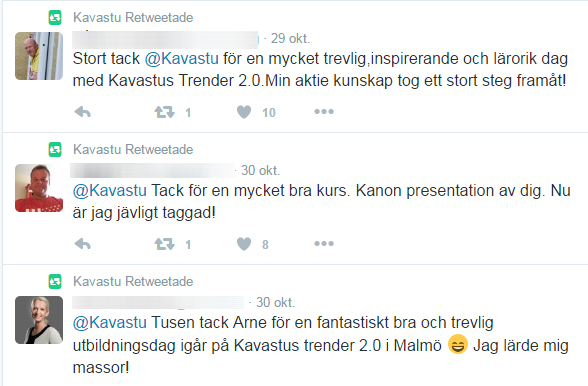 Kavastu Retweetade
· 29 okt.
Stort tack @Kavastu för en mycket trevlig,inspirerande och lärorik dag
med Kavastus Trender 2.0.Min aktie kunskap tog ett stort steg framåt!
1 10
Kavastu Retweetade
· 30 okt.
@Kavastu Tack för en mycket bra kurs. Kanon presentation av dig. Nu
är jag jävligt taggad!
1 8
Kavastu Retweetade
· 30 okt.
@Kavastu Tusen tack Arne för en fantastiskt bra och trevlig
utbildningsdag igår på Kavastus trender 2.0 i Malmö 😄 Jag lärde mig
massor!